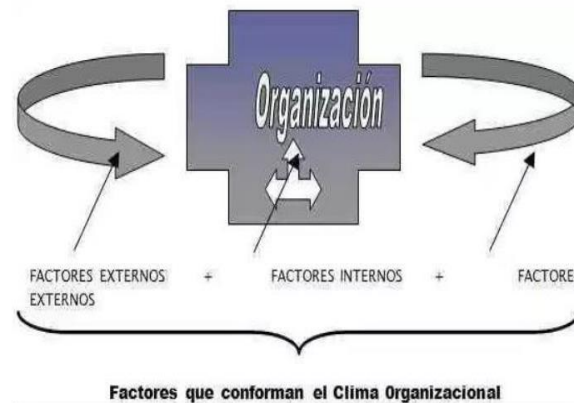 Organización
FACTORES EXTERNOS + FACTORES INTERNOS + FACTORE
EXTERNOS
Factores que conforman el Clima Organizacional